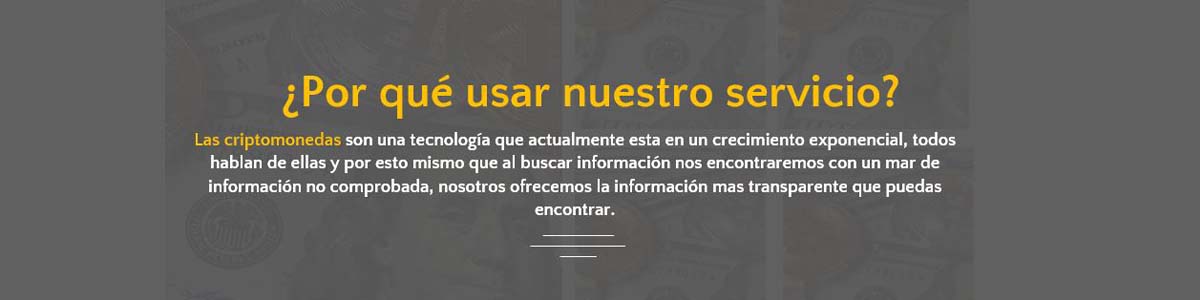 ¿Por qué usar nuestro servicio?
Las criptomonedas son una tecnología que actualmente esta en un crecimiento exponencial, todos
hablan de ellas y por esto mismo que al buscar información nos encontraremos con un mar de
información no comprobada, nosotros ofrecemos la información mas transparente que puedas
encontrar.